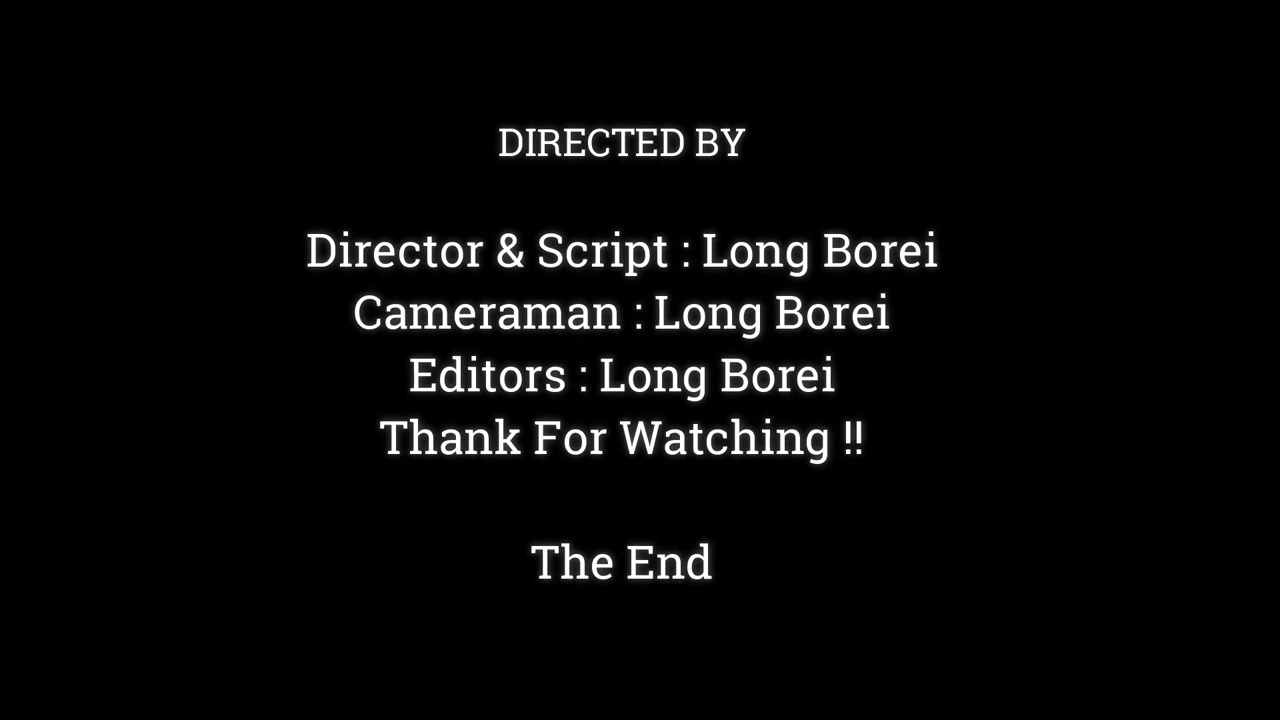 DIRECTED BY
Director & Script : Long Borei
Cameraman : Long Borei
Editors : Long Borei
Thank For Watching !!
The End